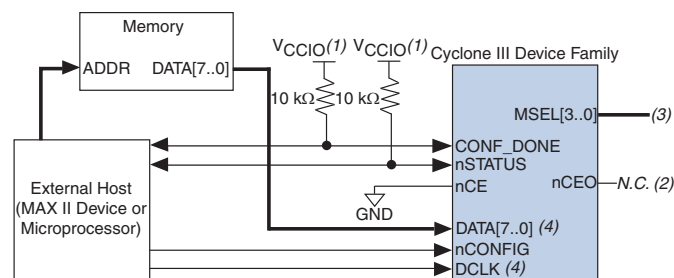 Memory
ADDR DATA[7..0]
VCCIO(1) VCCIO(1)
10 kΩ 10 kΩ
Cyclone III Device Family
MSEL[3..0] (3)
CONF_DONE
nSTATUS
nCE nCEO N.C. (2)
GND
External Host
(MAX II Device or
Microprocessor)
DATA[7..0] (4)
nCONFIG
DCLK (4)